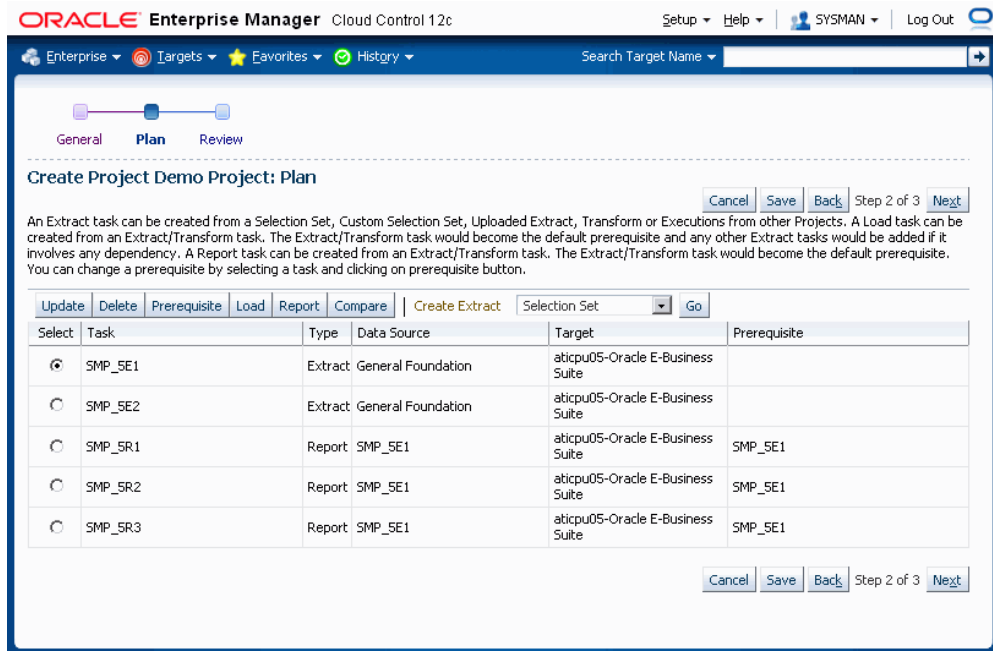 ORACLE Enterprise Manager Cloud Control 12c
Setup Help SYSMAN Log Out
Enterprise Targets Favorites History Search Target Name
General Plan Review
Create Project Demo Project: Plan
Cancel Save Back Step 2 of 3 Next
An Extract task can be created from a Selection Set, Custom Selection Set, Uploaded Extract, Transform or Executions from other Projects. A Load task can be
created from an Extract/Transform task. The Extract/Transform task would become the default prerequisite and any other Extract tasks would be added if it
involves any dependency. A Report task can be created from an Extract/Transform task. The Extract/Transform task would become the default prerequisite.
You can change a prerequisite by selecting a task and clicking on prerequisite button.
Update Delete Prerequisite Load Report Compare Create Extract Selection Set Go
Select Task Type Data Source Target Prerequisite
SMP_5E1 Extract General Foundation aticpu05-Oracle E-Business
Suite
SMP_5E2 Extract General Foundation aticpu05-Oracle E-Business
Suite
SMP_5R1 Report SMP_5E1 aticpu05-Oracle E-Business
Suite SMP_5E1
SMP_5R2 Report SMP_5E1 aticpu05-Oracle E-Business
Suite SMP_5E1
SMP_5R3 Report SMP_5E1 aticpu05-Oracle E-Business
Suite SMP_5E1
Cancel Save Back Step 2 of 3 Next